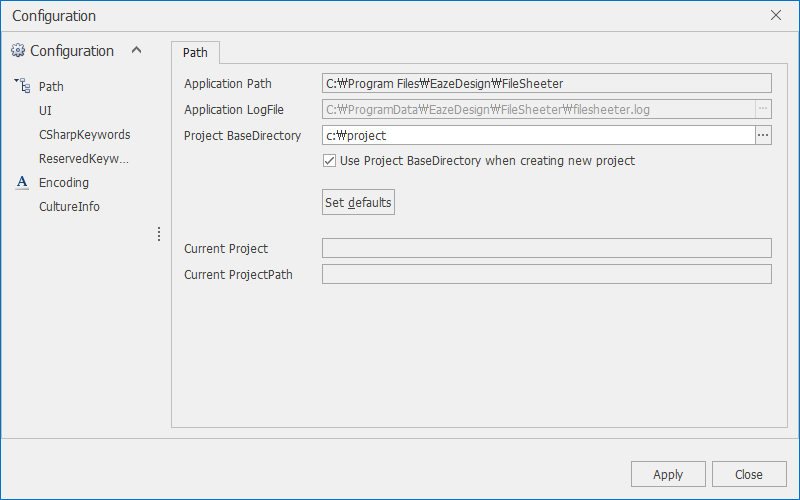 Configuration
Configuration
Path
UI
CSharpKeywords
ReservedKeyw...
Encoding
CultureInfo
Path
Application Path C:₩Program Files₩EazeDesign₩FileSheeter
Application LogFile C:₩ProgramData₩EazeDesign₩FileSheeter₩filesheeter.log ...
Project BaseDirectory c:₩project ...
Use Project BaseDirectory when creating new project
Set defaults
Current Project
Current ProjectPath
Apply Close